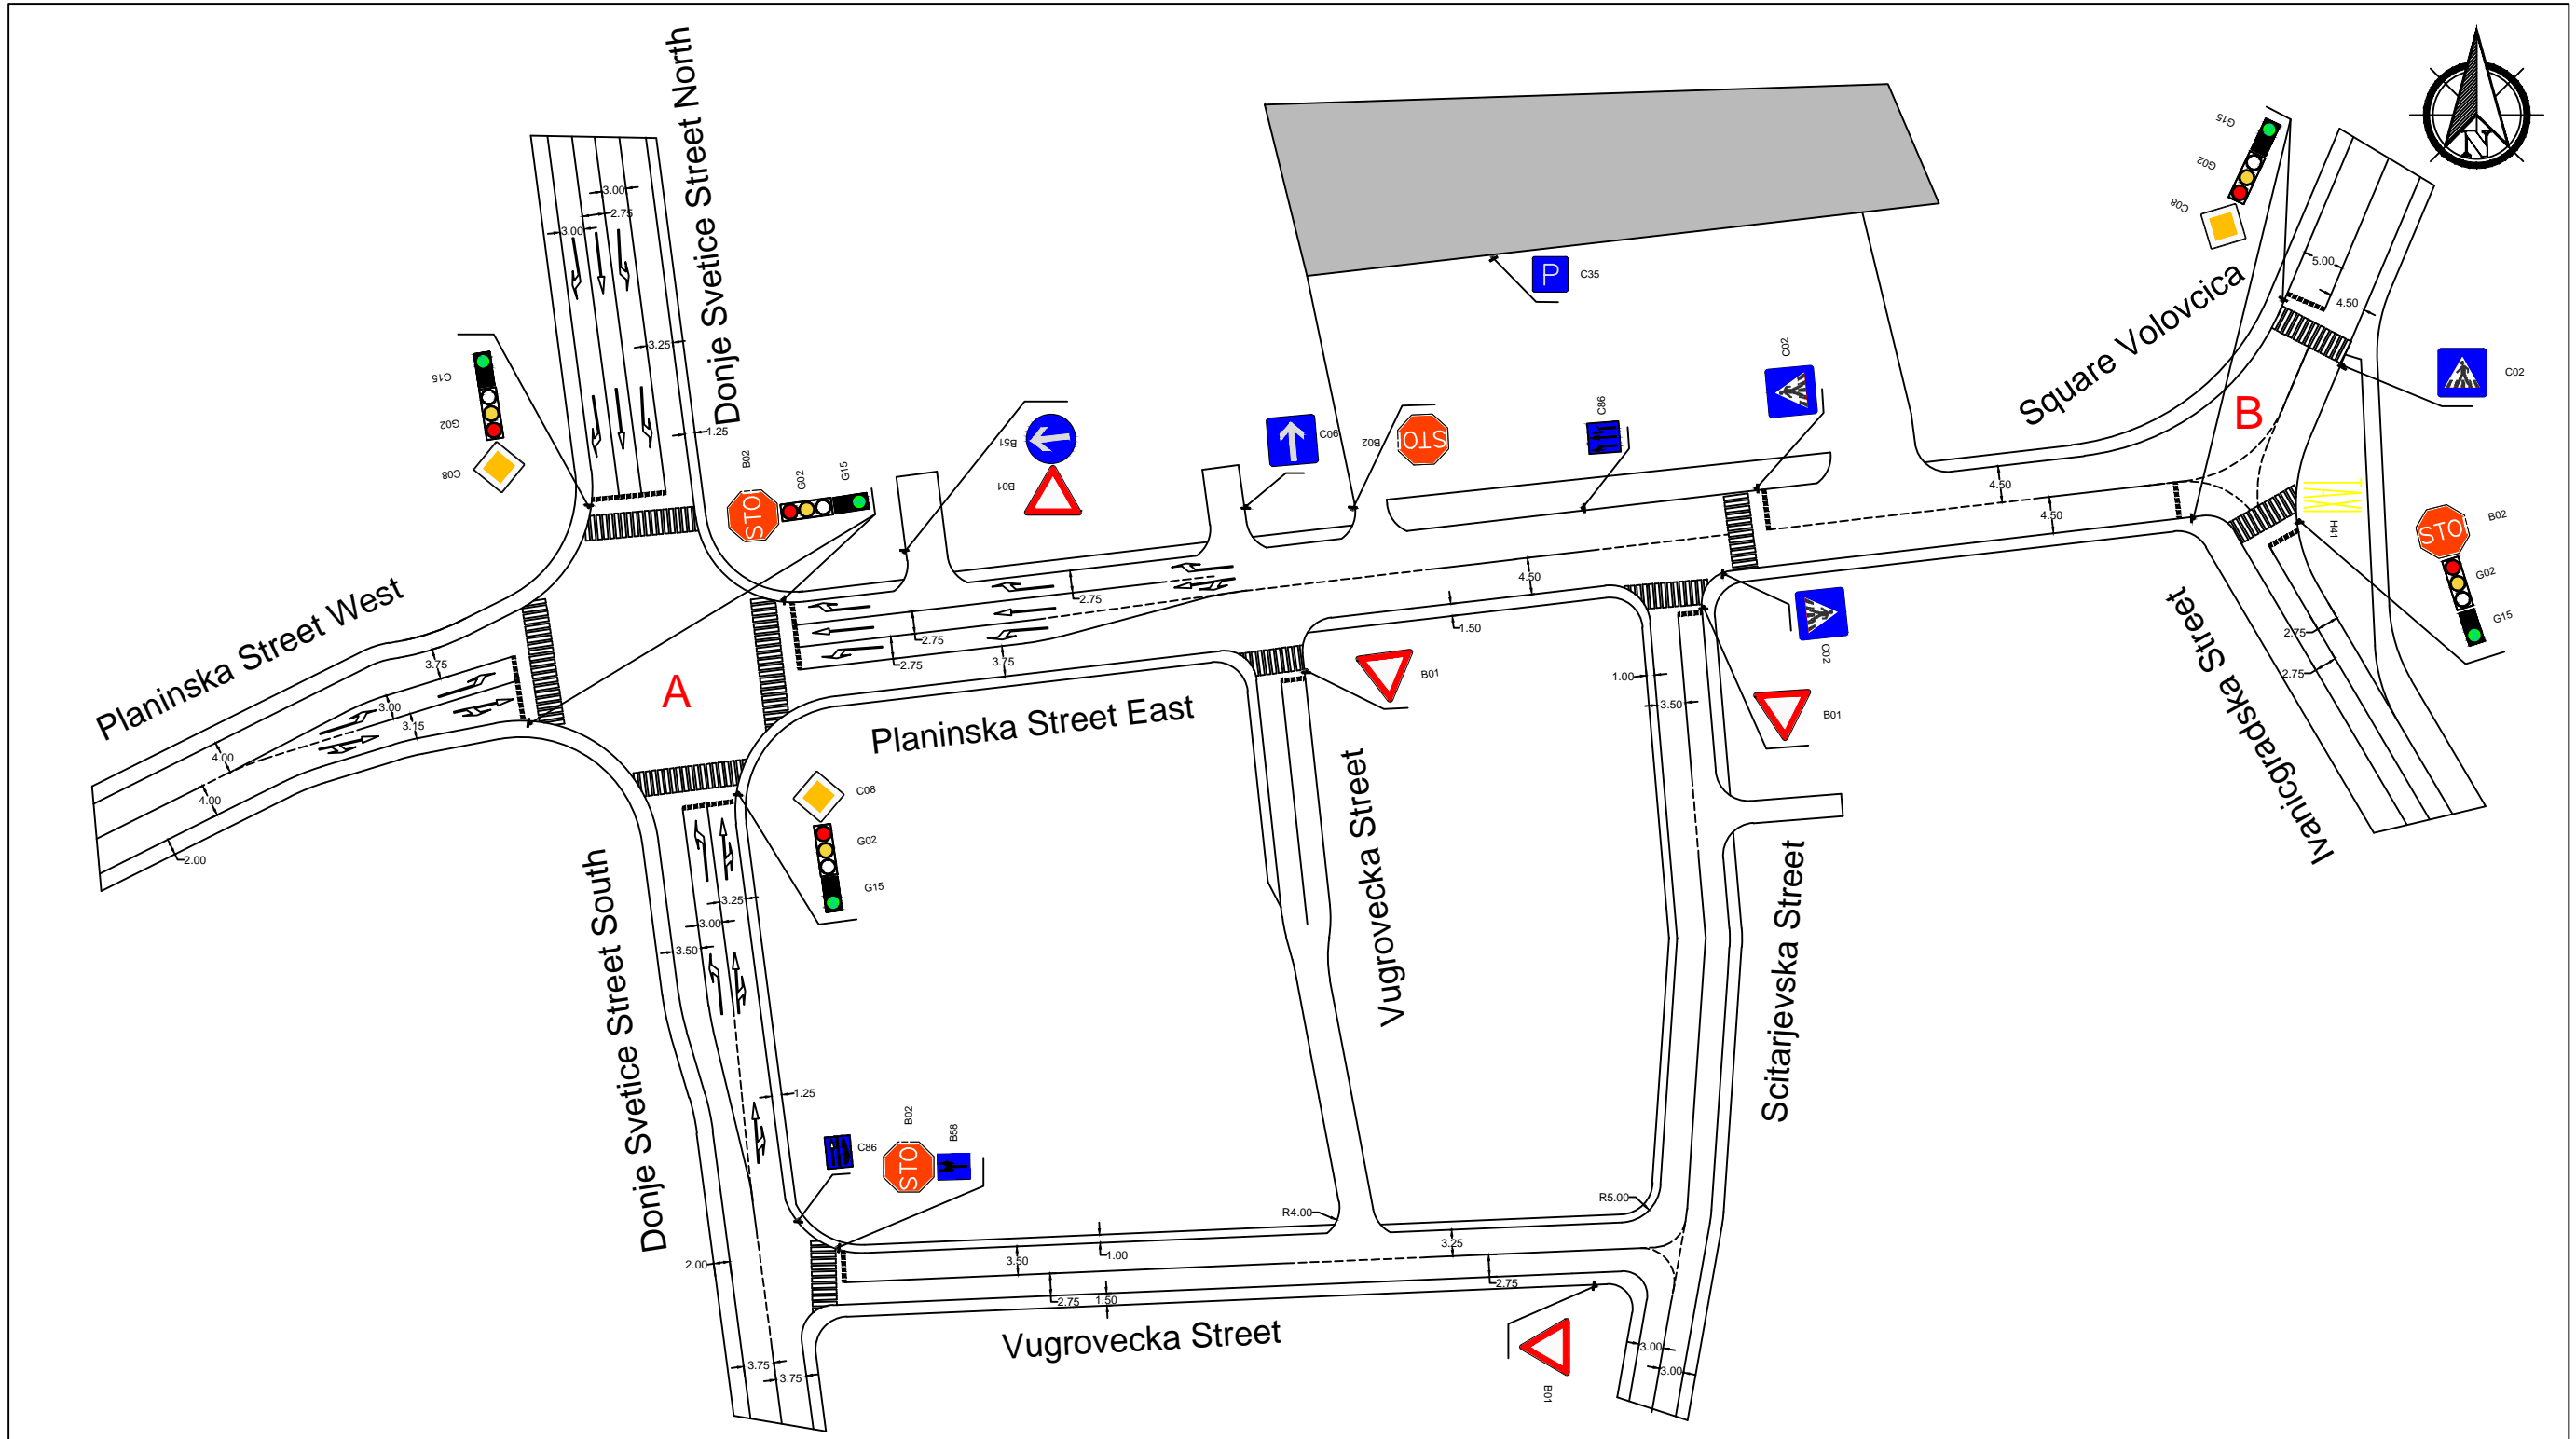 Donje Svetice Street North
3.00
2.75
3.00
3.25
1.25
G15
G02
C08
B02
G02
G15
B51
B01
C06
B02
C35
P
C86
C02
STO
STO
Square Volovcica
G15
G02
C08
5.00
4.50
C02
B
N
H41
STO
B02
G02
G15
4.50
4.50
4.50
2.75
2.75
2.75
3.75
1.50
Planinska Street West
3.75
3.00
3.15
4.00
4.00
2.00
A
Planinska Street East
B01
C02
B01
1.00
3.50
Ivanicgradska Street
2.75
2.75
C08
G02
G15
3.25
3.00
3.50
Donje Svetice Street South
Vugrovecka Street
Scitarjevska Street
1.25
C86
B02
B58
STO
R4.00
R5.00
2.00
3.50
1.00
3.25
2.75
2.75
1.50
Vugrovecka Street
B01
3.75
3.75
3.00
3.00